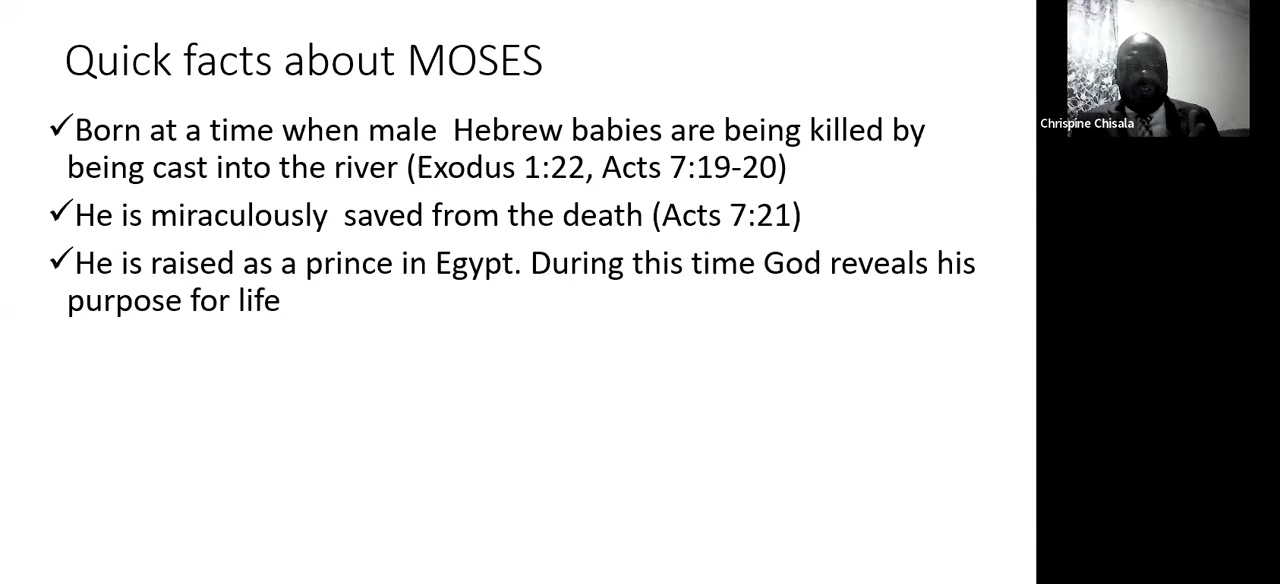 Quick facts about MOSES
✓Born at a time when male  Hebrew babies are being killed by
being cast into the river (Exodus 1:22, Acts 7:19-20)
✓He is miraculously  saved from the death (Acts 7:21)
✓He is raised as a prince in Egypt. During this time God reveals his
purpose for life
Chrispine Chisala